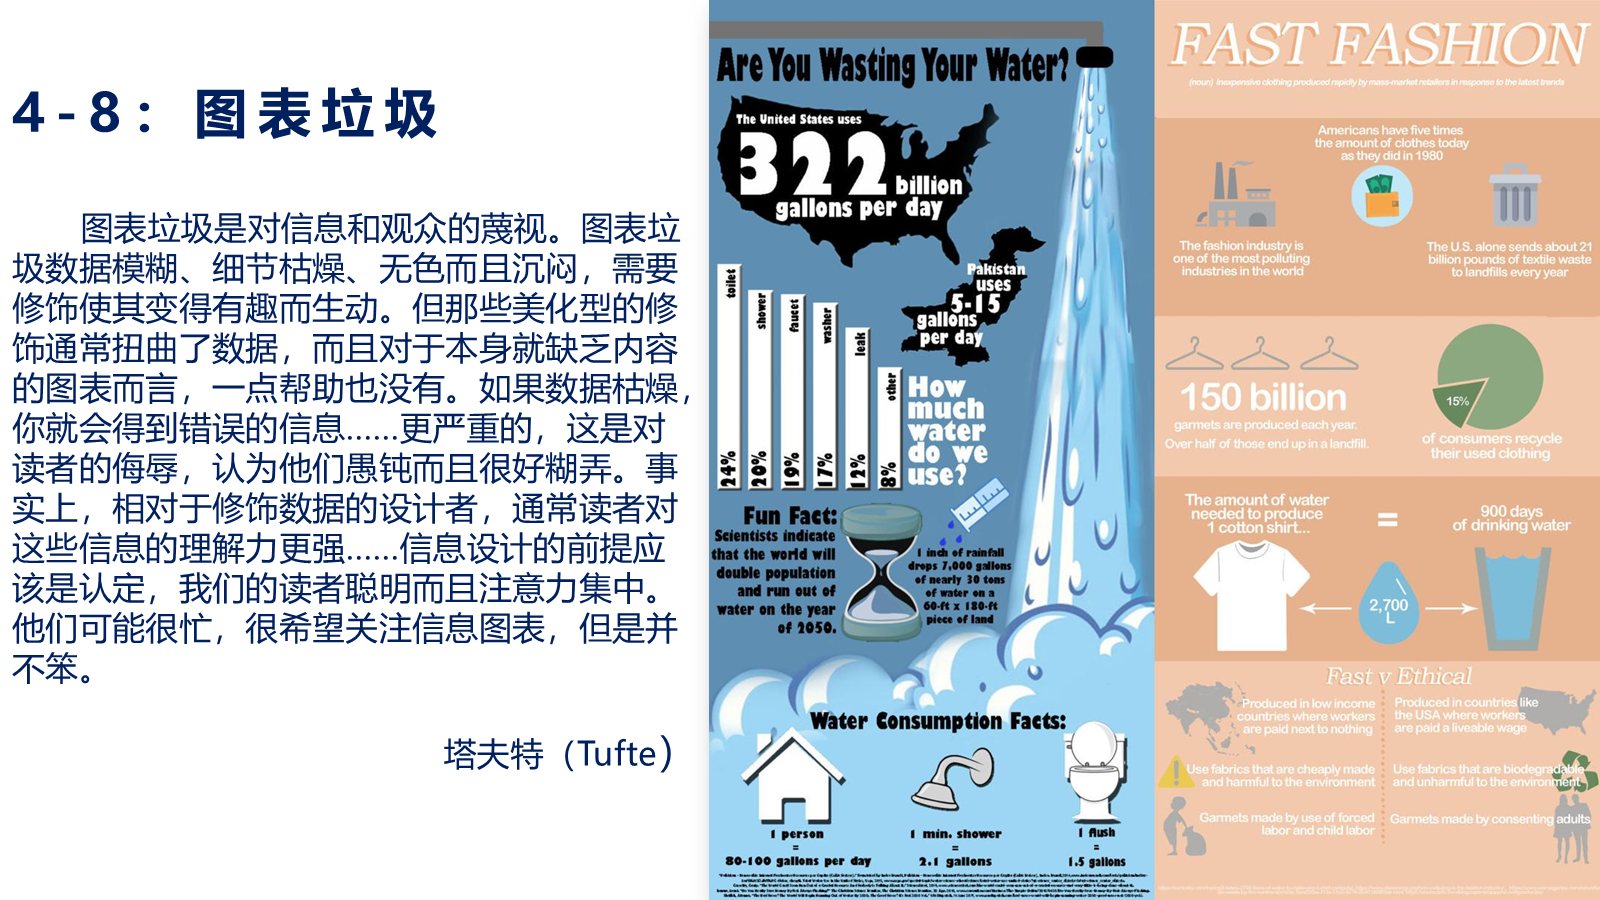 4-8：图表垃圾
图表垃圾是对信息和观众的蔑视。图表垃
圾数据模糊、细节枯燥、无色而且沉闷，需要
修饰使其变得有趣而生动。但那些美化型的修
饰通常扭曲了数据，而且对于本身就缺乏内容
的图表而言，一点帮助也没有。如果数据枯燥，
你就会得到错误的信息......更严重的，这是对
读者的侮辱，认为他们愚钝而且很好糊弄。事
实上，相对于修饰数据的设计者，通常读者对
这些信息的理解力更强......信息设计的前提应
该是认定，我们的读者聪明而且注意力集中。
他们可能很忙，很希望关注信息图表，但是并
不笨。
塔夫特（Tufte）
Are You Wasting Your Water?
The United States uses
322 billion
gallons per day
Pakistan
uses
5-15
gallons
per day
toilet
24%
shower
20%
faucet
19%
washer
17%
leak
12%
other
8%
How
much
water
do we
use?
Fun Fact:
Scientists indicate
that the world will
double population
and run out of
water on the year
of 2050.
1 inch of rainfall
drops 7,000 gallons
of nearly 30 tons
of water on a
60-ft x 180-ft
piece of land
Water Consumption Facts:
1 person
=
80-100 gallons per day
1 min. shower
=
2.1 gallons
1 flush
=
1.5 gallons
FAST FASHION
(noun) Inexpensive clothing produced rapidly by mass-market retailers in response to the latest trends
Americans have five times
the amount of clothes today
as they did in 1980
The fashion industry is
one of the most polluting
industries in the world
The U.S. alone sends about 21
billion pounds of textile waste
to landfills every year
150 billion
garmets are produced each year.
Over half of those end up in a landfill.
15%
of consumers recycle
their used clothing
The amount of water
needed to produce
1 cotton shirt...
=
900 days
of drinking water
2,700
L
Fast v Ethical
Produced in low income
countries where workers
are paid next to nothing
Produced in countries like
the USA where workers
are paid a liveable wage
Use fabrics that are cheaply made
and harmful to the environment
Use fabrics that are biodegradable
and unharmful to the environment
Garmets made by use of forced
labor and child labor
Garmets made by consenting adults